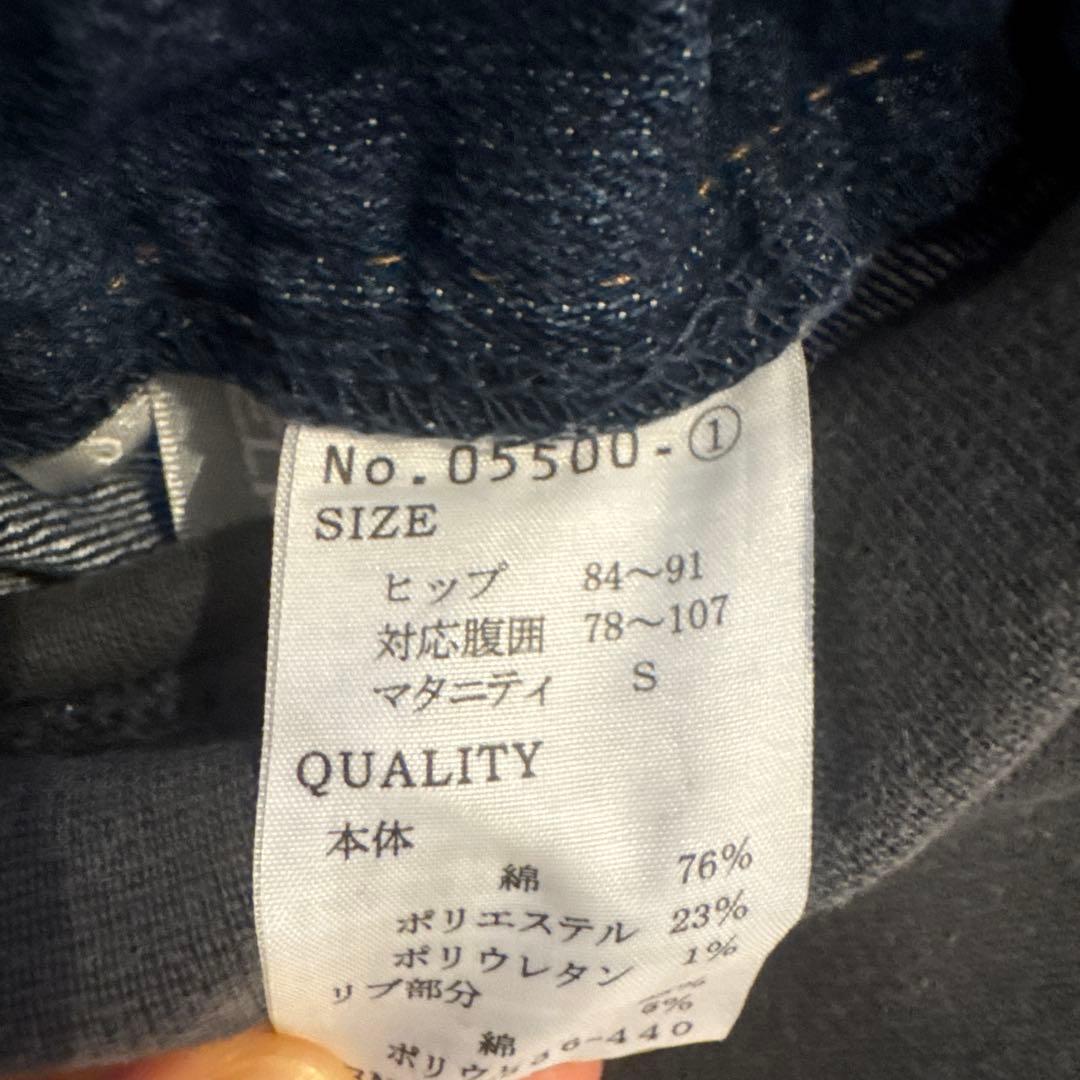 No.05500-①
SIZE
ヒップ 84～91
対応腹囲 78～107
マタニティ S
QUALITY
本体
綿 76%
ポリエステル 23%
ポリウレタン 1%
リブ部分
綿